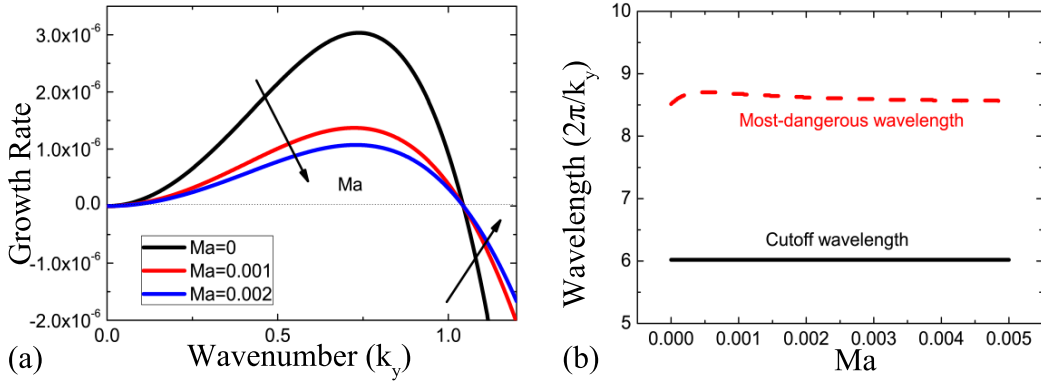 3.0x10⁻⁶
2.0x10⁻⁶
1.0x10⁻⁶
0.0
-1.0x10⁻⁶
-2.0x10⁻⁶
Growth Rate
Ma
Ma=0
Ma=0.001
Ma=0.002
0.0
0.5
1.0
Wavenumber (k_y)
(a)
10
9
8
7
6
5
Wavelength (2π/k_y)
Most-dangerous wavelength
Cutoff wavelength
0.000
0.001
0.002
0.003
0.004
0.005
Ma
(b)